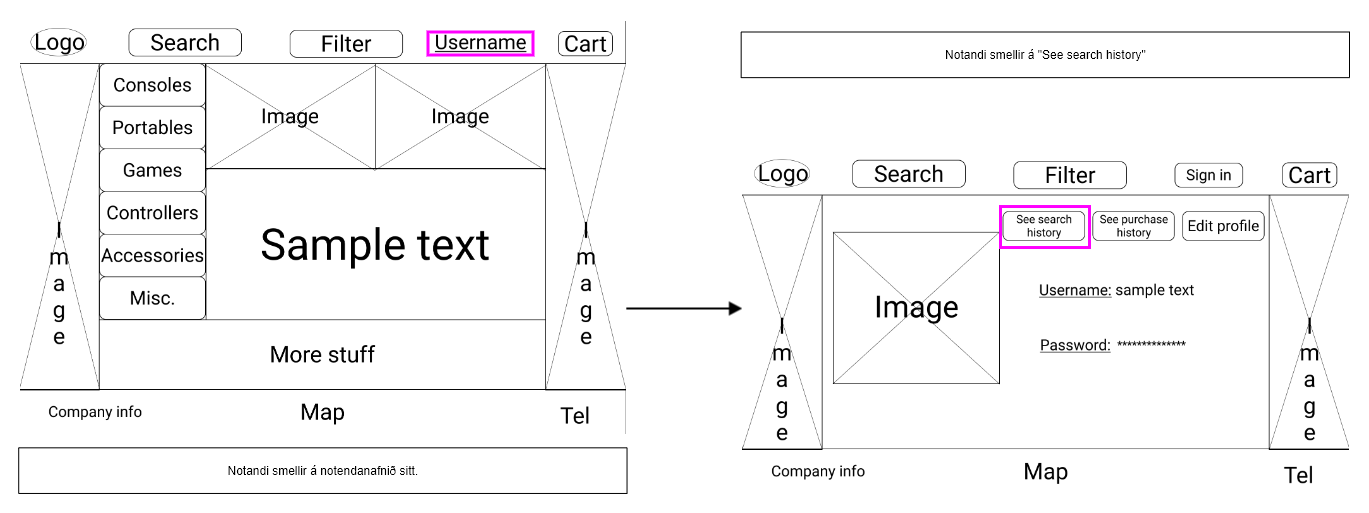 Logo
Search
Filter
Username
Cart
Consoles
Portables
Games
Controllers
Accessories
Misc.
Image
Image
Image
Sample text
Image
More stuff
Company info
Map
Tel
Notandi smellir á notendanafnið sitt.
Notandi smellir á "See search history"
Logo
Search
Filter
Sign in
Cart
See search
history
See purchase
history
Edit profile
Image
Image
Username: sample text
Password: **************
Image
Company info
Map
Tel